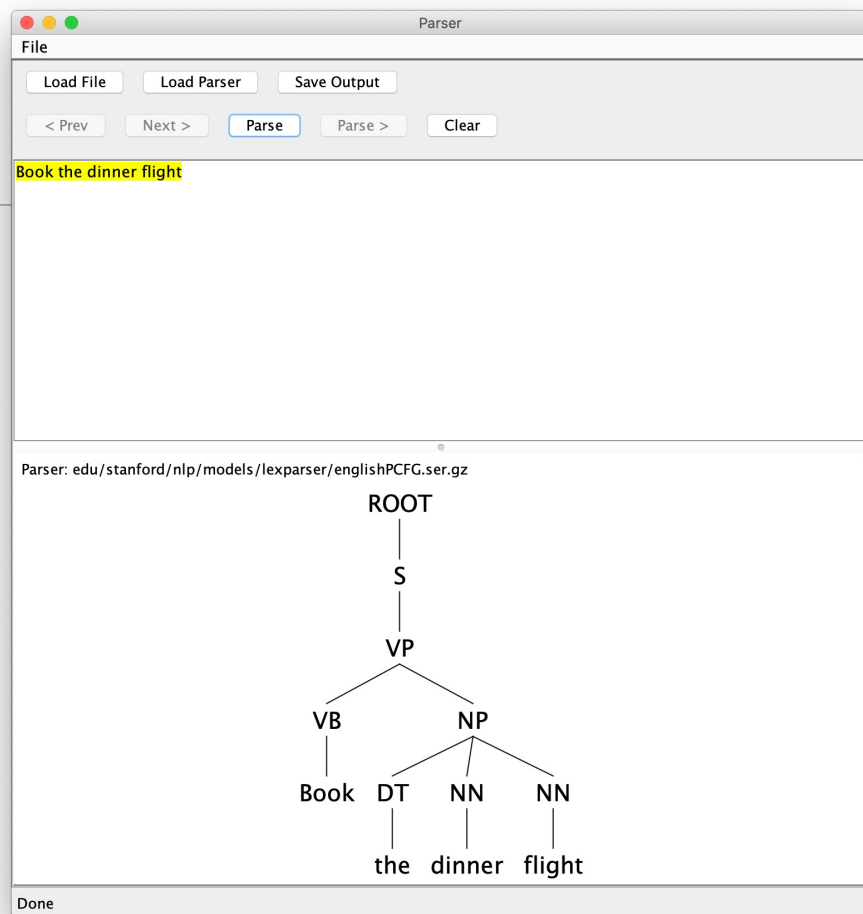 Parser
File
Load File Load Parser Save Output
< Prev Next > Parse Parse > Clear
Book the dinner flight
Parser: edu/stanford/nlp/models/lexparser/englishPCFG.ser.gz
ROOT
S
VP
VB NP
Book DT NN NN
the dinner flight
Done